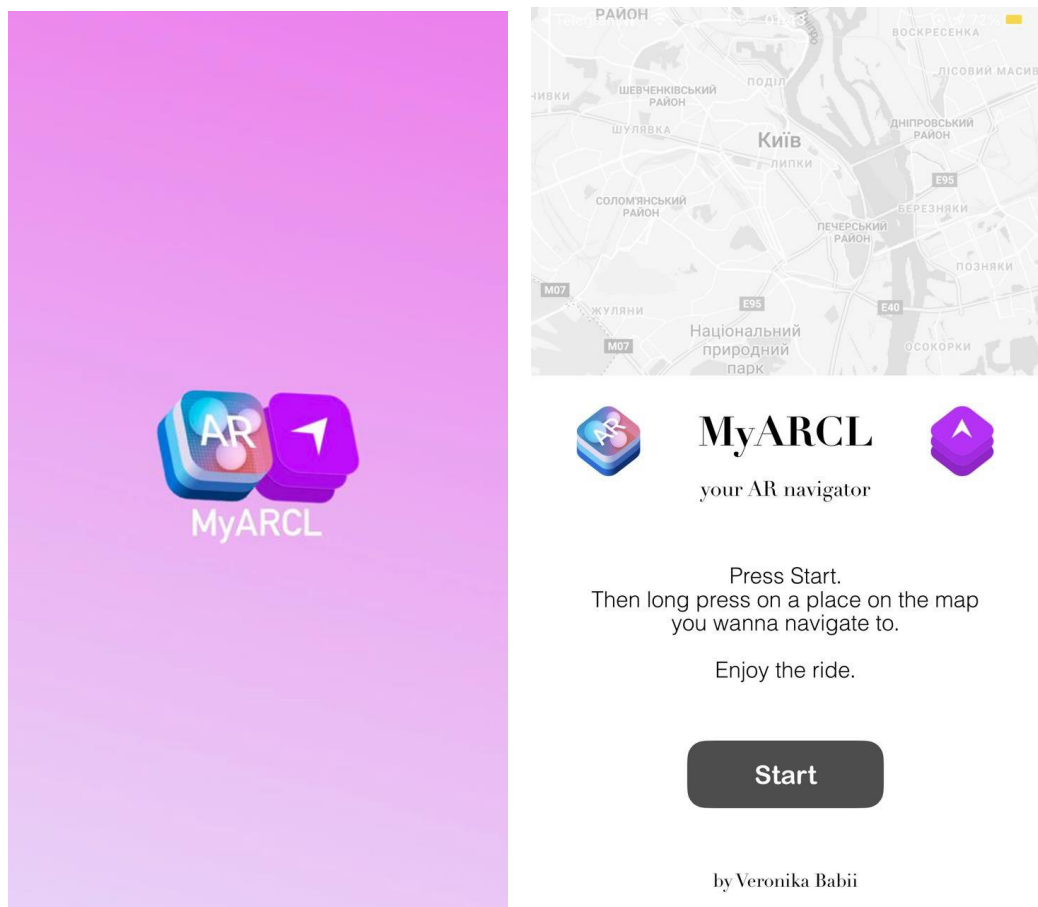 AR
MyARCL
РАЙОН
ВОСКРЕСЕНКА
ЛІСОВИЙ МАСИВ
ПОДІЛ
ШЕВЧЕНКІВСЬКИЙ
РАЙОН
ДНІПРОВСЬКИЙ
РАЙОН
ШУЛЯВКА
Київ
ЛИПКИ
E95
СОЛОМ'ЯНСЬКИЙ
РАЙОН
БЕРЕЗНЯКИ
ПЕЧЕРСЬКИЙ
РАЙОН
ПОЗНЯКИ
M07
E95
E40
ЖУЛЯНИ
Національний
природний
парк
M07
ОСОКОРКИ
AR
MyARCL
your AR navigator
Press Start.
Then long press on a place on the map
you wanna navigate to.
Enjoy the ride.
Start
by Veronika Babii